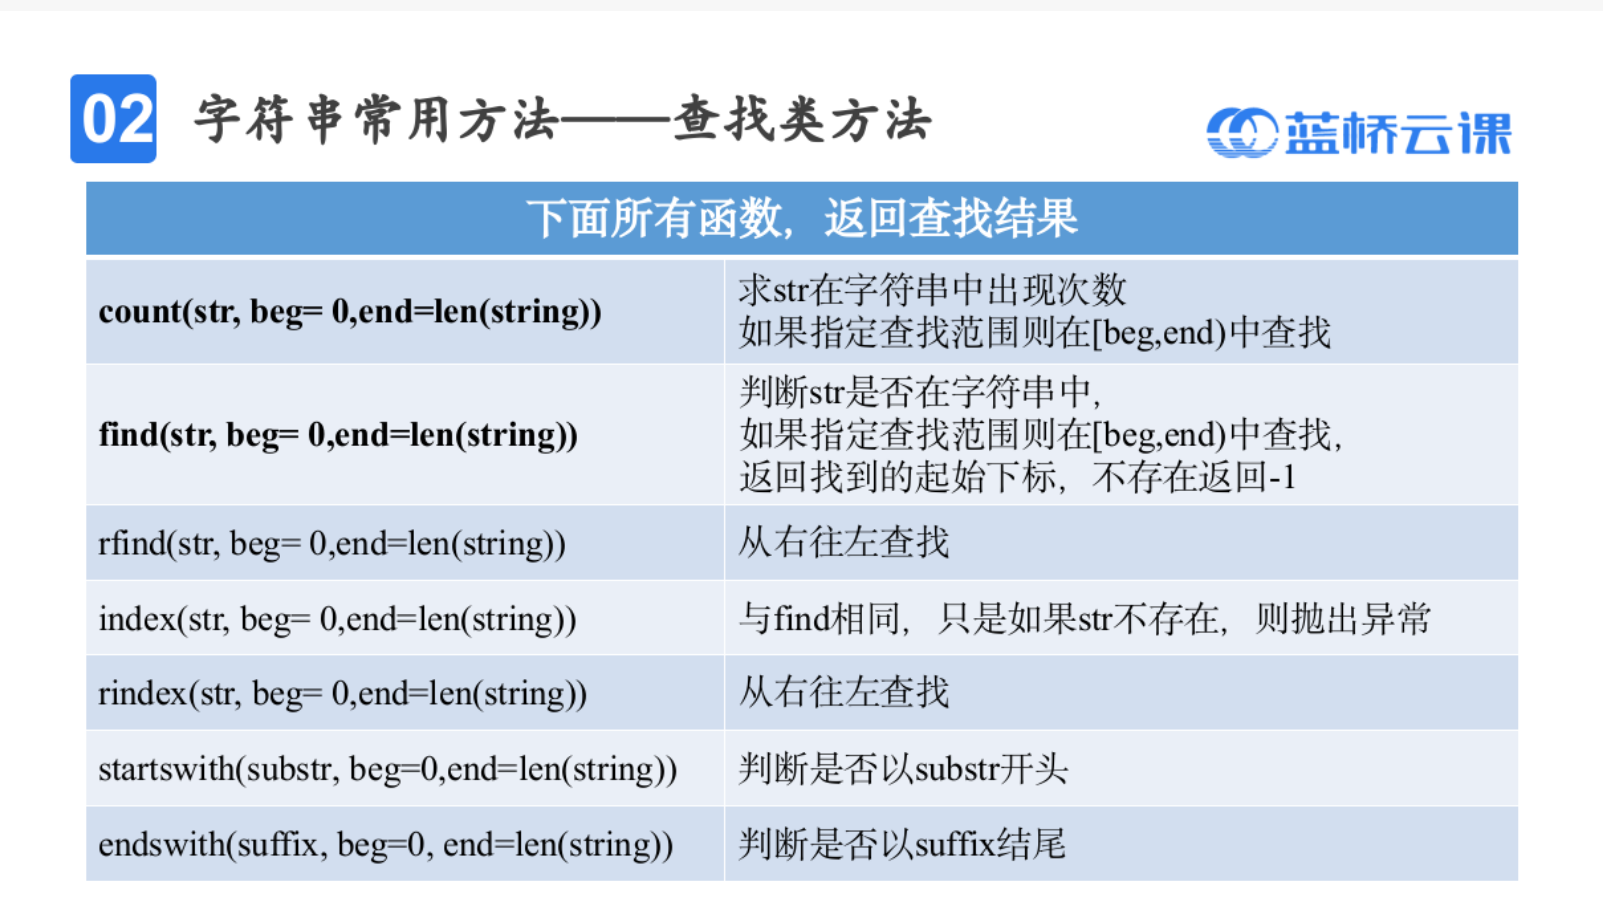 02 字符串常用方法——查找类方法
蓝桥云课
下面所有函数，返回查找结果
count(str, beg= 0,end=len(string))
求str在字符串中出现次数
如果指定查找范围则在[beg,end)中查找
find(str, beg= 0,end=len(string))
判断str是否在字符串中，
如果指定查找范围则在[beg,end)中查找，
返回找到的起始下标，不存在返回-1
rfind(str, beg= 0,end=len(string))
从右往左查找
index(str, beg= 0,end=len(string))
与find相同，只是如果str不存在，则抛出异常
rindex(str, beg= 0,end=len(string))
从右往左查找
startswith(substr, beg=0,end=len(string))
判断是否以substr开头
endswith(suffix, beg=0, end=len(string))
判断是否以suffix结尾